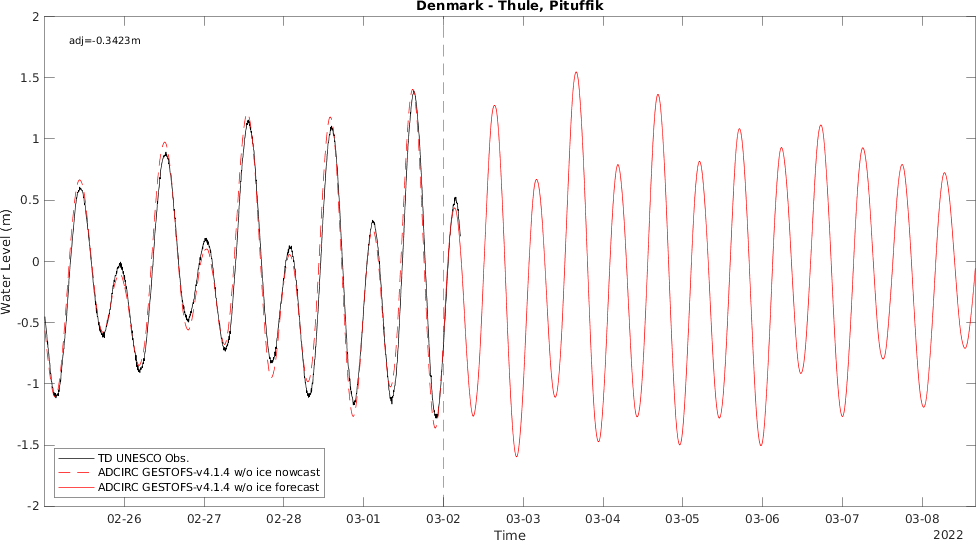 Denmark - Thule, Pituffik
adj=-0.3423m
2
1.5
1
0.5
0
-0.5
-1
-1.5
-2
Water Level (m)
TD UNESCO Obs.
ADCIRC GESTOFS-v4.1.4 w/o ice nowcast
ADCIRC GESTOFS-v4.1.4 w/o ice forecast
02-26 02-27 02-28 03-01 03-02 03-03 03-04 03-05 03-06 03-07 03-08
Time
2022